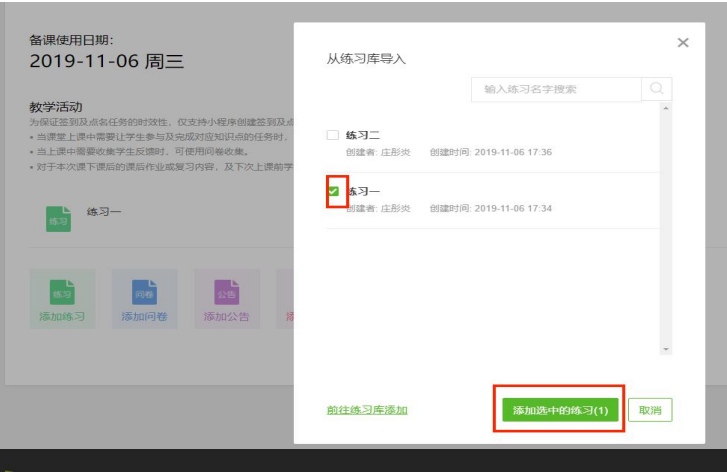 备课使用日期:
2019-11-06 周三
教学活动
为保证签到及点名任务的时效性，仅支持小程序创建签到及点
• 当课堂上课中需要让学生参与及完成对应知识点的任务时，
• 当上课中需要收集学生反馈时，可使用问卷收集。
• 对于本次课下课后的课后作业或复习内容，及下次上课前学
练习
练习一
练习
添加练习
问卷
添加问卷
公告
添加公告
从练习库导入
输入练习名字搜索
练习二
创建者: 庄彤炎 创建时间: 2019-11-06 17:36
练习一
创建者: 庄彤炎 创建时间: 2019-11-06 17:34
前往练习库添加
添加选中的练习(1)
取消